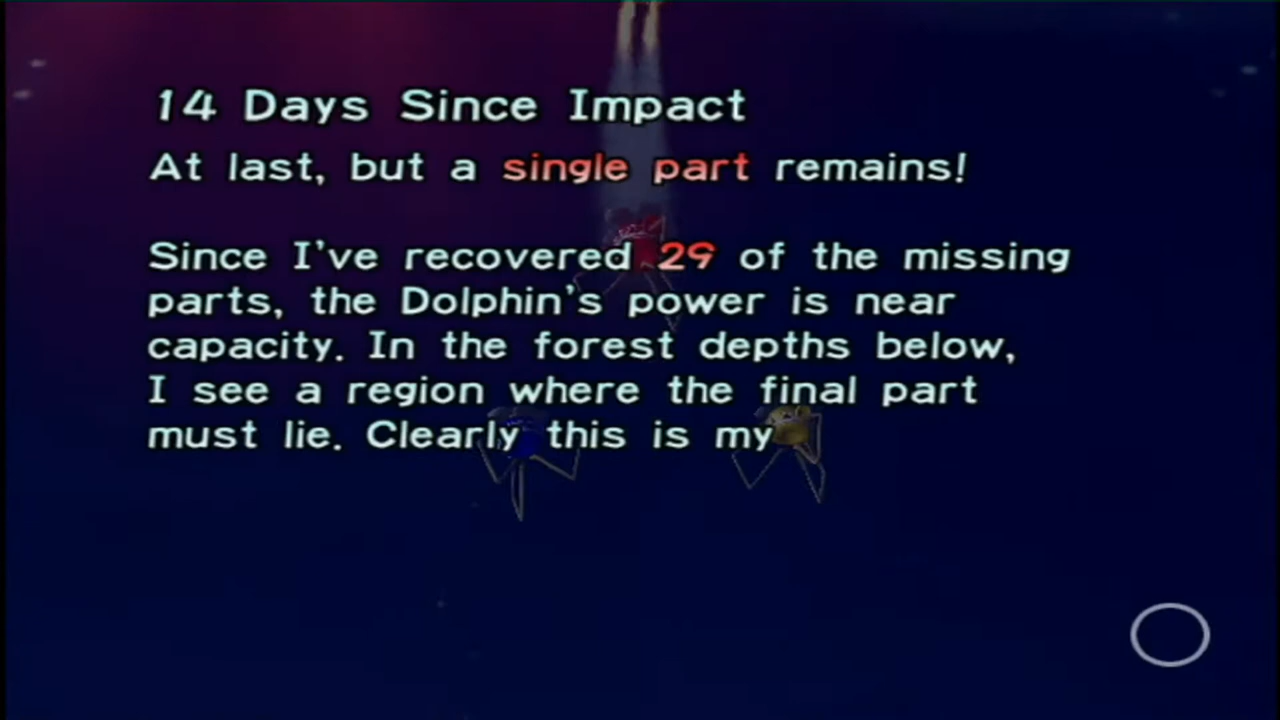 14 Days Since Impact
At last, but a single part remains!
Since I've recovered 29 of the missing
parts, the Dolphin's power is near
capacity. In the forest depths below,
I see a region where the final part
must lie. Clearly this is my